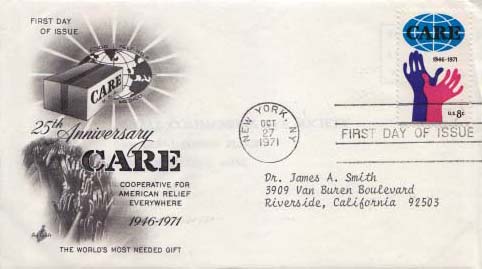 FIRST DAY
OF ISSUE
CARE
25th Anniversary
CARE
COOPERATIVE FOR
AMERICAN RELIEF
EVERYWHERE
1946-1971
THE WORLD'S MOST NEEDED GIFT
NEW YORK, NY
OCT
27
1971
CARE
1946-1971
U.S. 8c
FIRST DAY OF ISSUE
Dr. James A. Smith
3909 Van Buren Boulevard
Riverside, California 92503